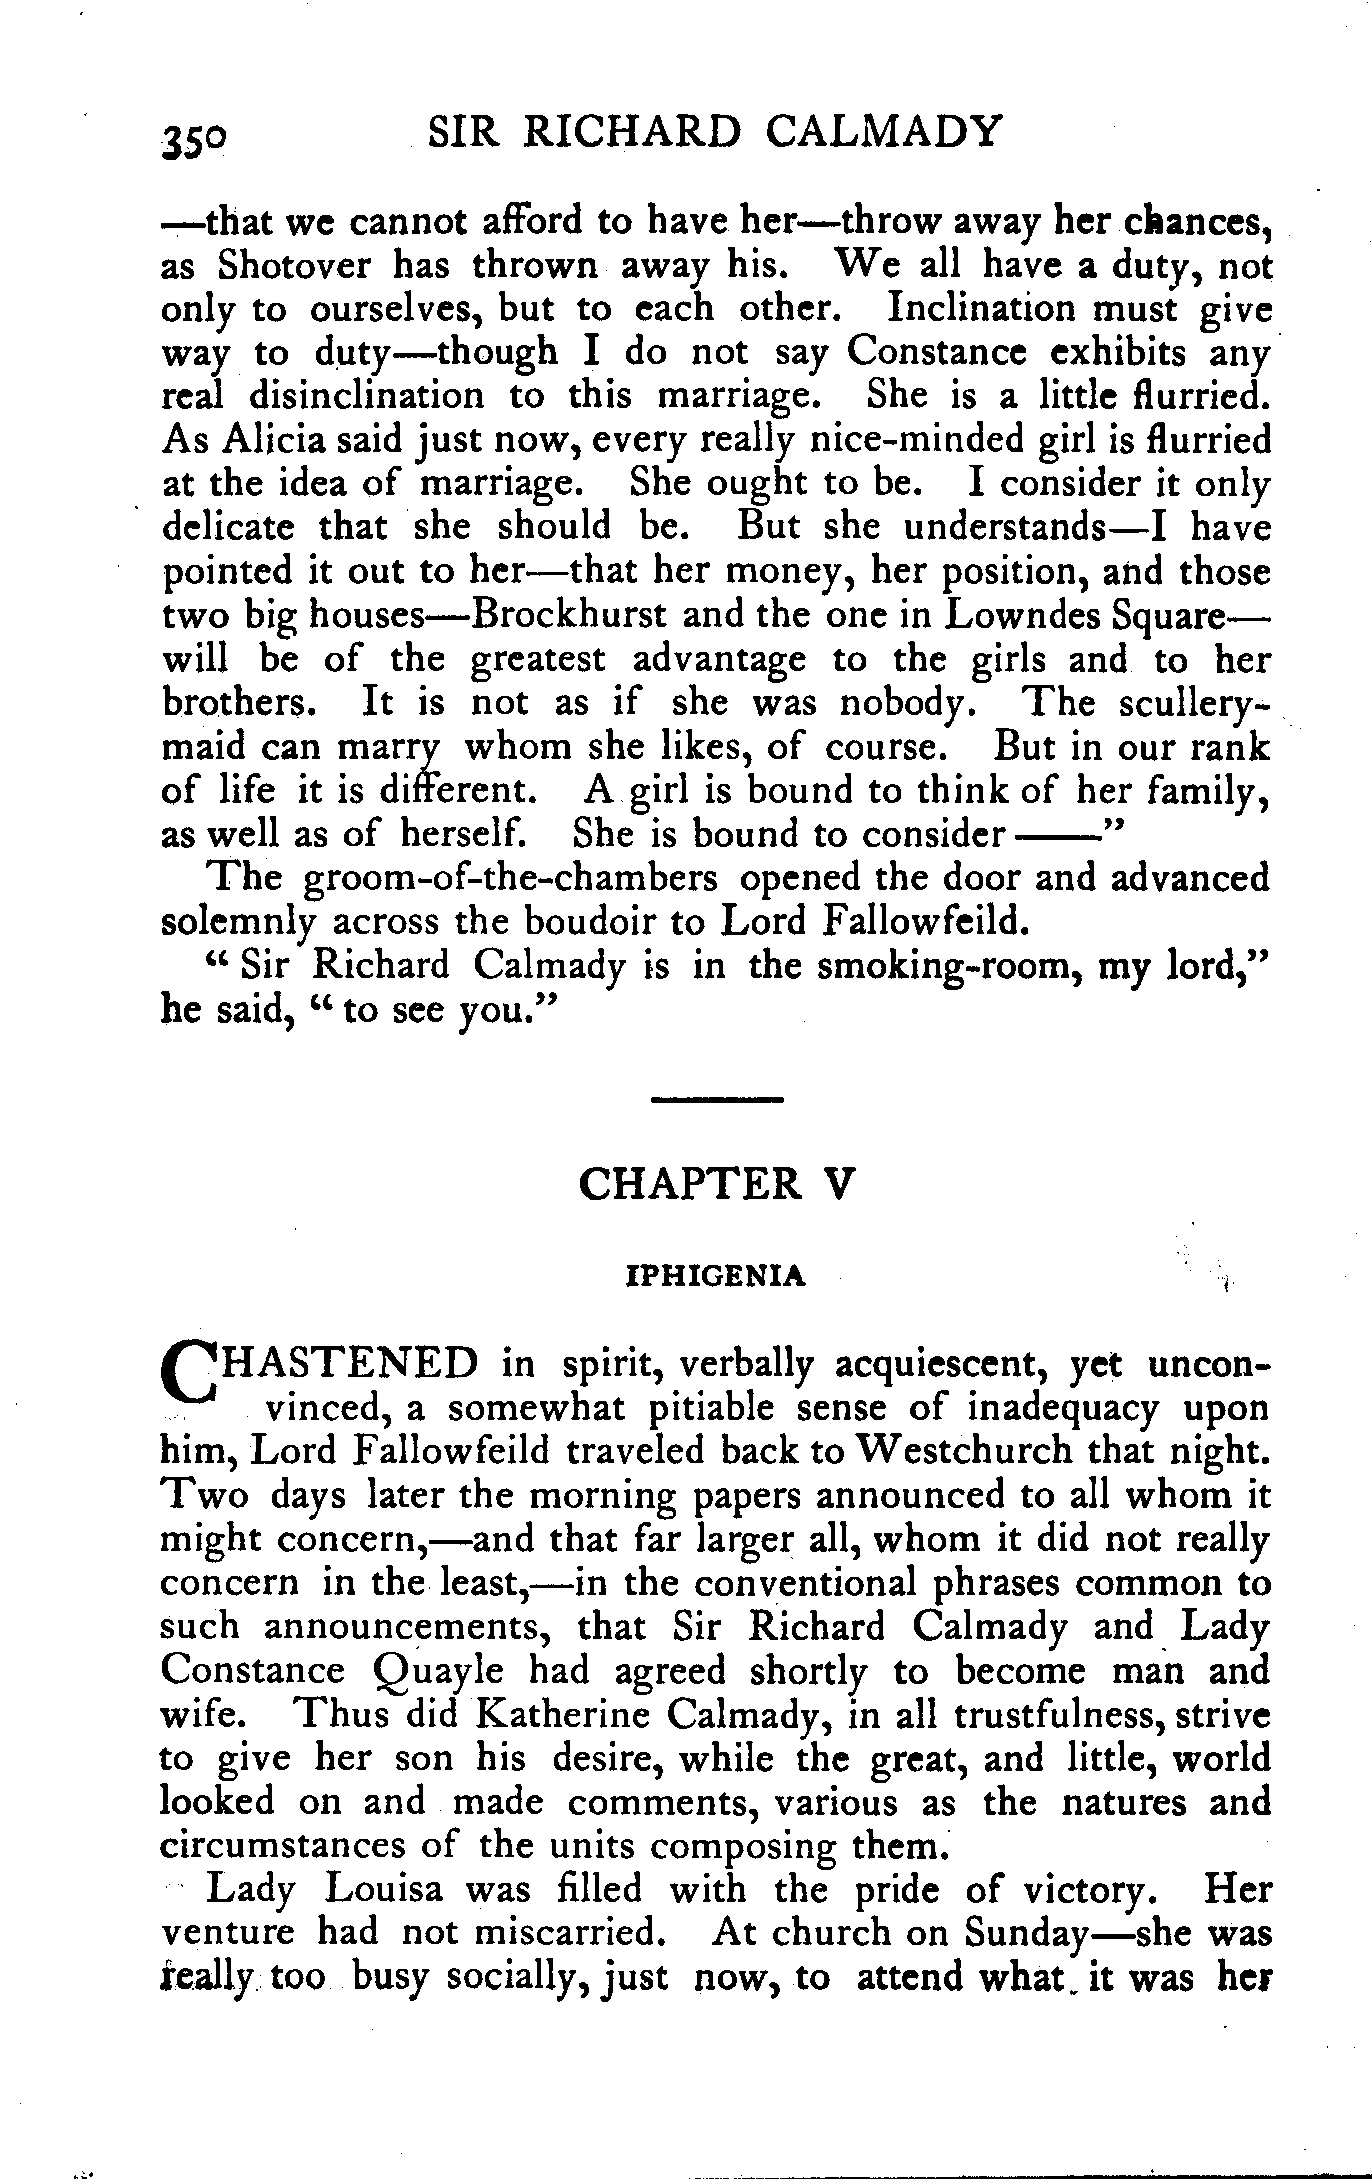 350 SIR RICHARD CALMADY
—that we cannot afford to have her—throw away her chances,
as Shotover has thrown away his. We all have a duty, not
only to ourselves, but to each other. Inclination must give
way to duty—though I do not say Constance exhibits any
real disinclination to this marriage. She is a little flurried.
As Alicia said just now, every really nice-minded girl is flurried
at the idea of marriage. She ought to be. I consider it only
delicate that she should be. But she understands—I have
pointed it out to her—that her money, her position, and those
two big houses—Brockhurst and the one in Lowndes Square—
will be of the greatest advantage to the girls and to her
brothers. It is not as if she was nobody. The scullery-
maid can marry whom she likes, of course. But in our rank
of life it is different. A girl is bound to think of her family,
as well as of herself. She is bound to consider ——”
The groom-of-the-chambers opened the door and advanced
solemnly across the boudoir to Lord Fallowfeild.
“ Sir Richard Calmady is in the smoking-room, my lord,”
he said, “ to see you.”
CHAPTER V
IPHIGENIA
CHASTENED in spirit, verbally acquiescent, yet uncon-
vinced, a somewhat pitiable sense of inadequacy upon
him, Lord Fallowfeild traveled back to Westchurch that night.
Two days later the morning papers announced to all whom it
might concern,—and that far larger all, whom it did not really
concern in the least,—in the conventional phrases common to
such announcements, that Sir Richard Calmady and Lady
Constance Quayle had agreed shortly to become man and
wife. Thus did Katherine Calmady, in all trustfulness, strive
to give her son his desire, while the great, and little, world
looked on and made comments, various as the natures and
circumstances of the units composing them.
Lady Louisa was filled with the pride of victory. Her
venture had not miscarried. At church on Sunday—she was
really too busy socially, just now, to attend what it was her